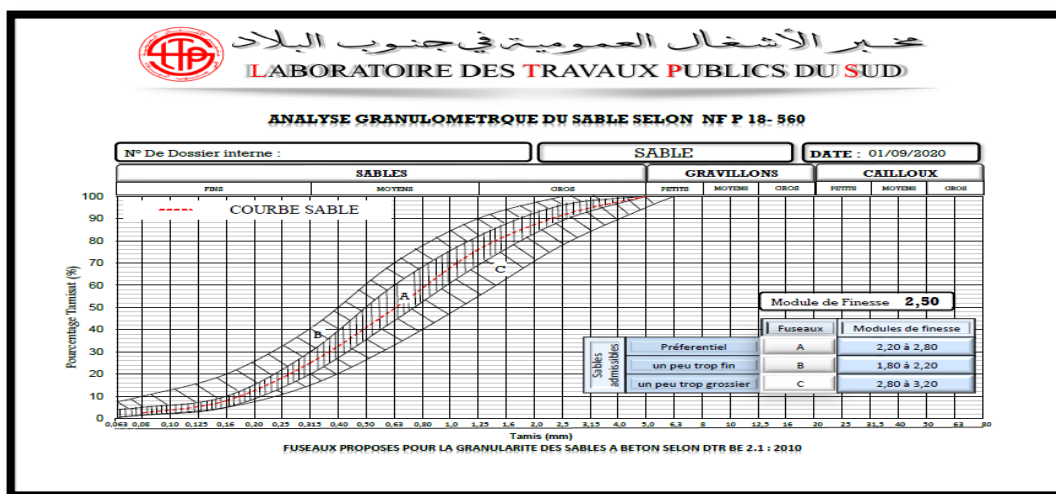 مخبر الأشغال العمومية في جنوب البلاد
LTPS
LABORATOIRE DES TRAVAUX PUBLICS DU SUD
ANALYSE GRANULOMETRQUE DU SABLE SELON NF P 18- 560
N° De Dossier interne :
SABLE
DATE : 01/09/2020
SABLES GRAVILLONS CAILLOUX
FINS MOYENS GROS PETITS MOYENS GROS PETITS MOYENS GROS
COURBE SABLE
Pourcentage Tamisat (%)
100
90
80
70
60
50
40
30
20
10
0
A
B
C
Module de Finesse 2,50
Fuseaux Modules de finesse
Sables admissibles
Préferentiel A 2,20 à 2,80
un peu trop fin B 1,80 à 2,20
un peu trop grossier C 2,80 à 3,20
0,063 0,08 0,10 0,125 0,16 0,20 0,25 0,315 0,40 0,50 0,63 0,80 1,0 1,25 1,6 2,0 2,5 3,15 4,0 5,0 6,3 8 10 12,5 16 20 25 31,5 40 50 63 80
Tamis (mm)
FUSEAUX PROPOSES POUR LA GRANULARITE DES SABLES A BETON SELON DTR BE 2.1 : 2010